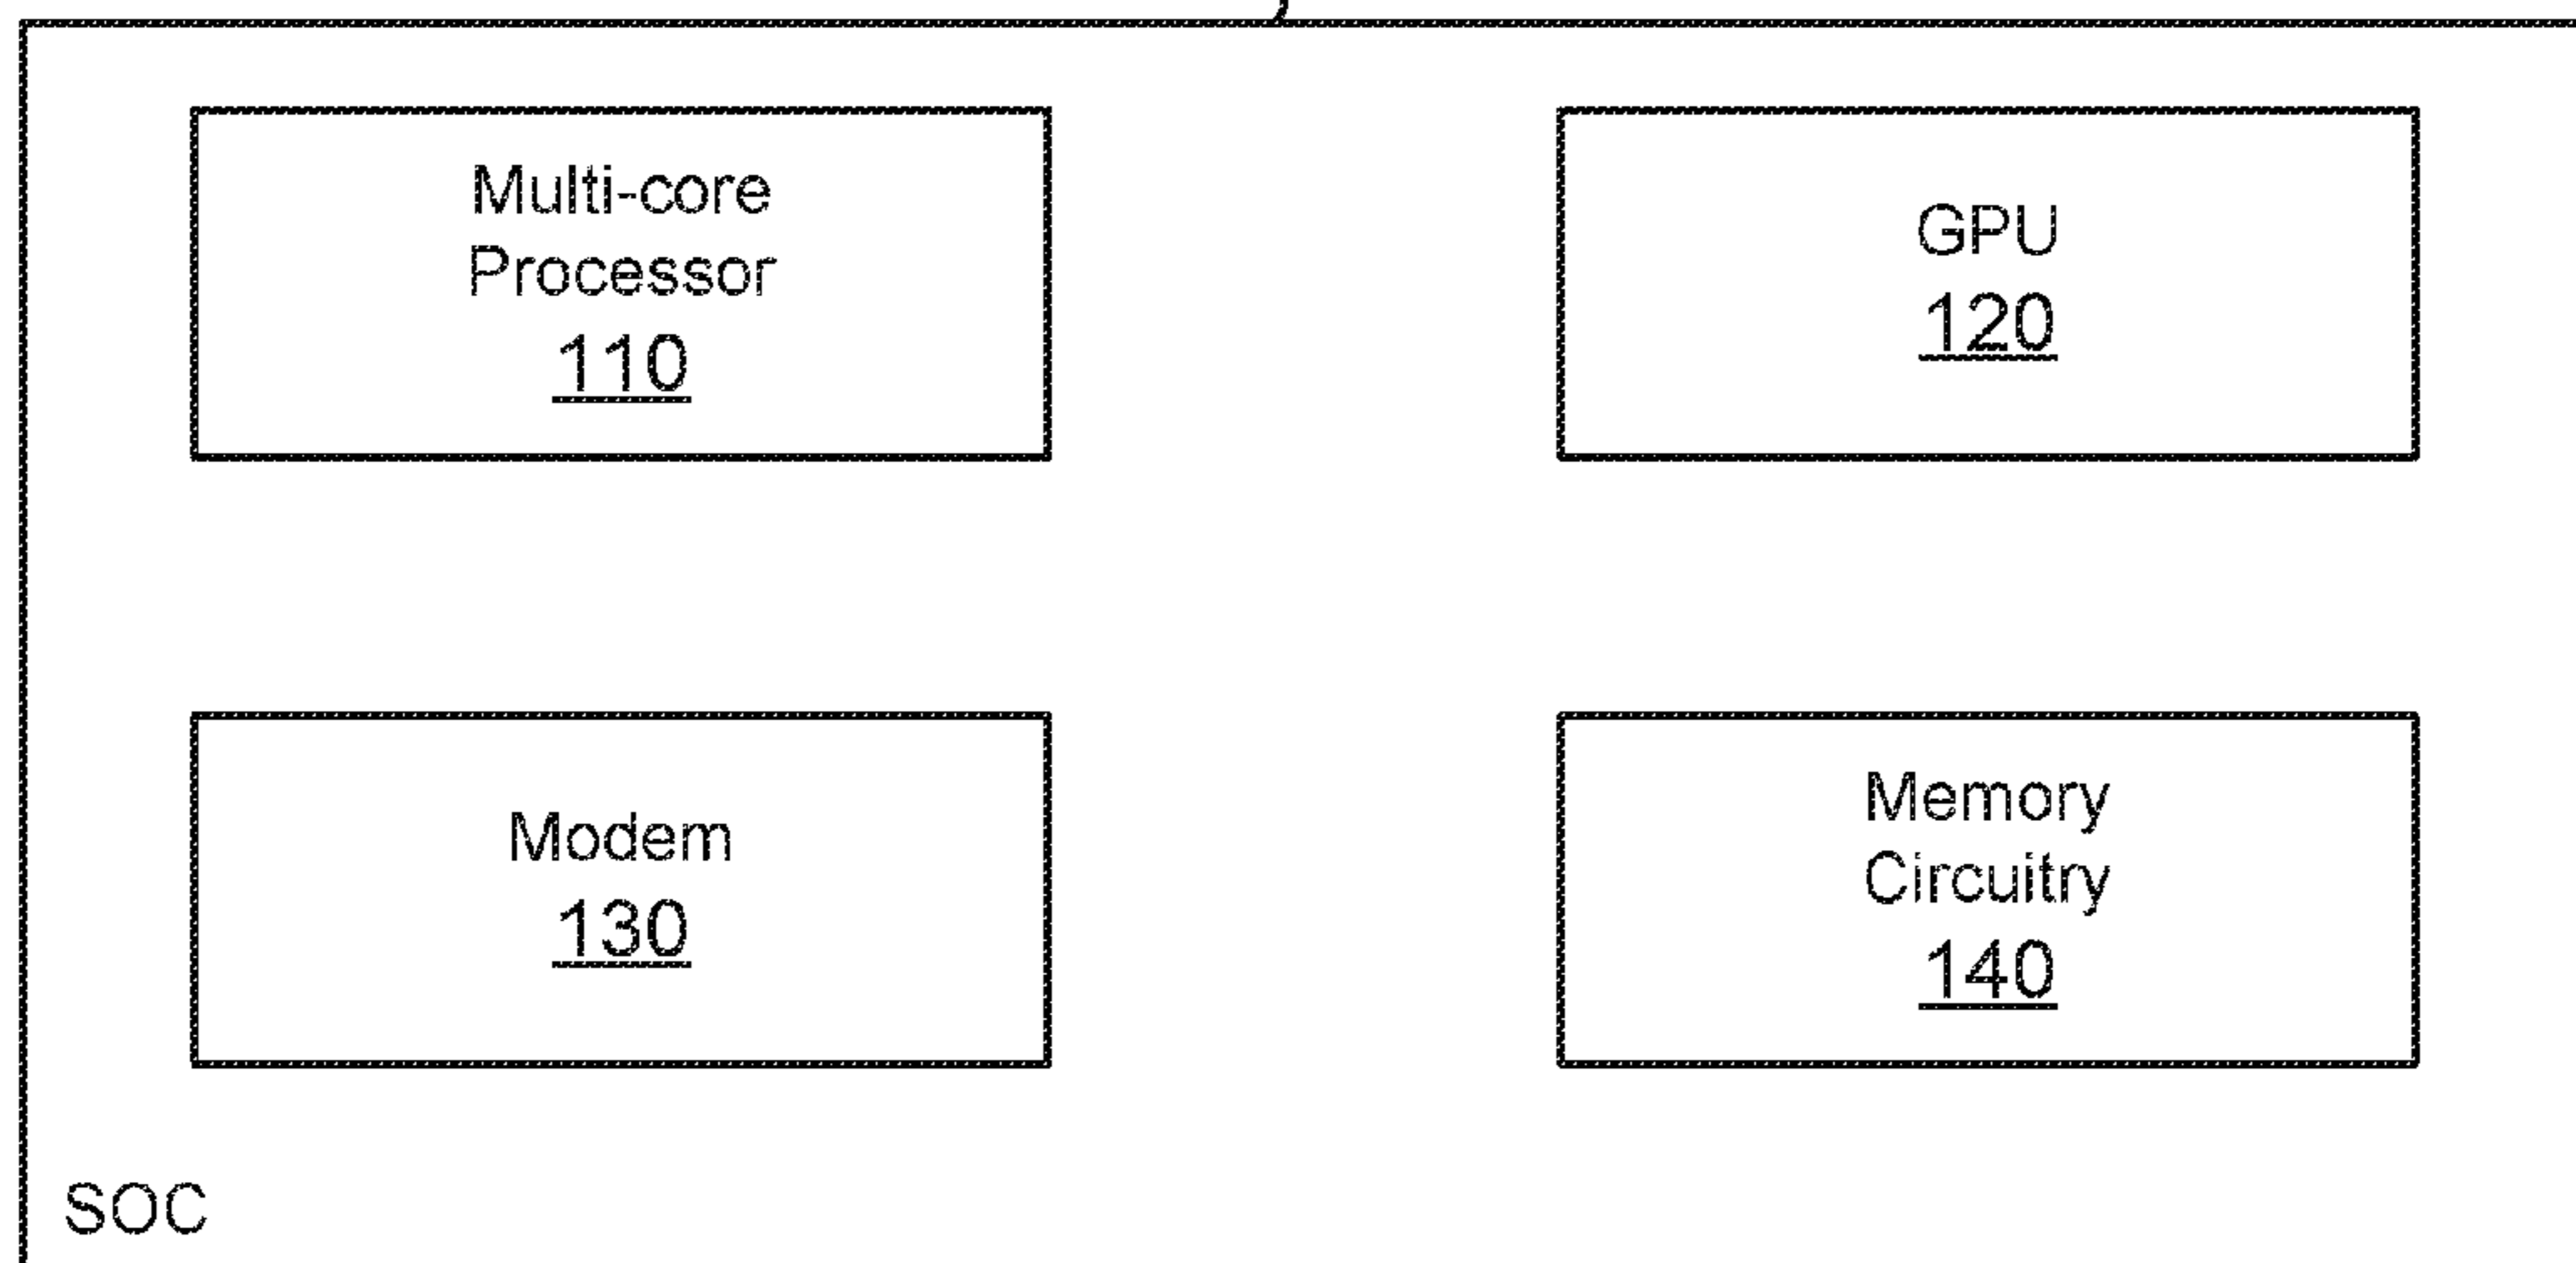 Multi-core
Processor
110
GPU
120
Modem
130
Memory
Circuitry
140
SOC